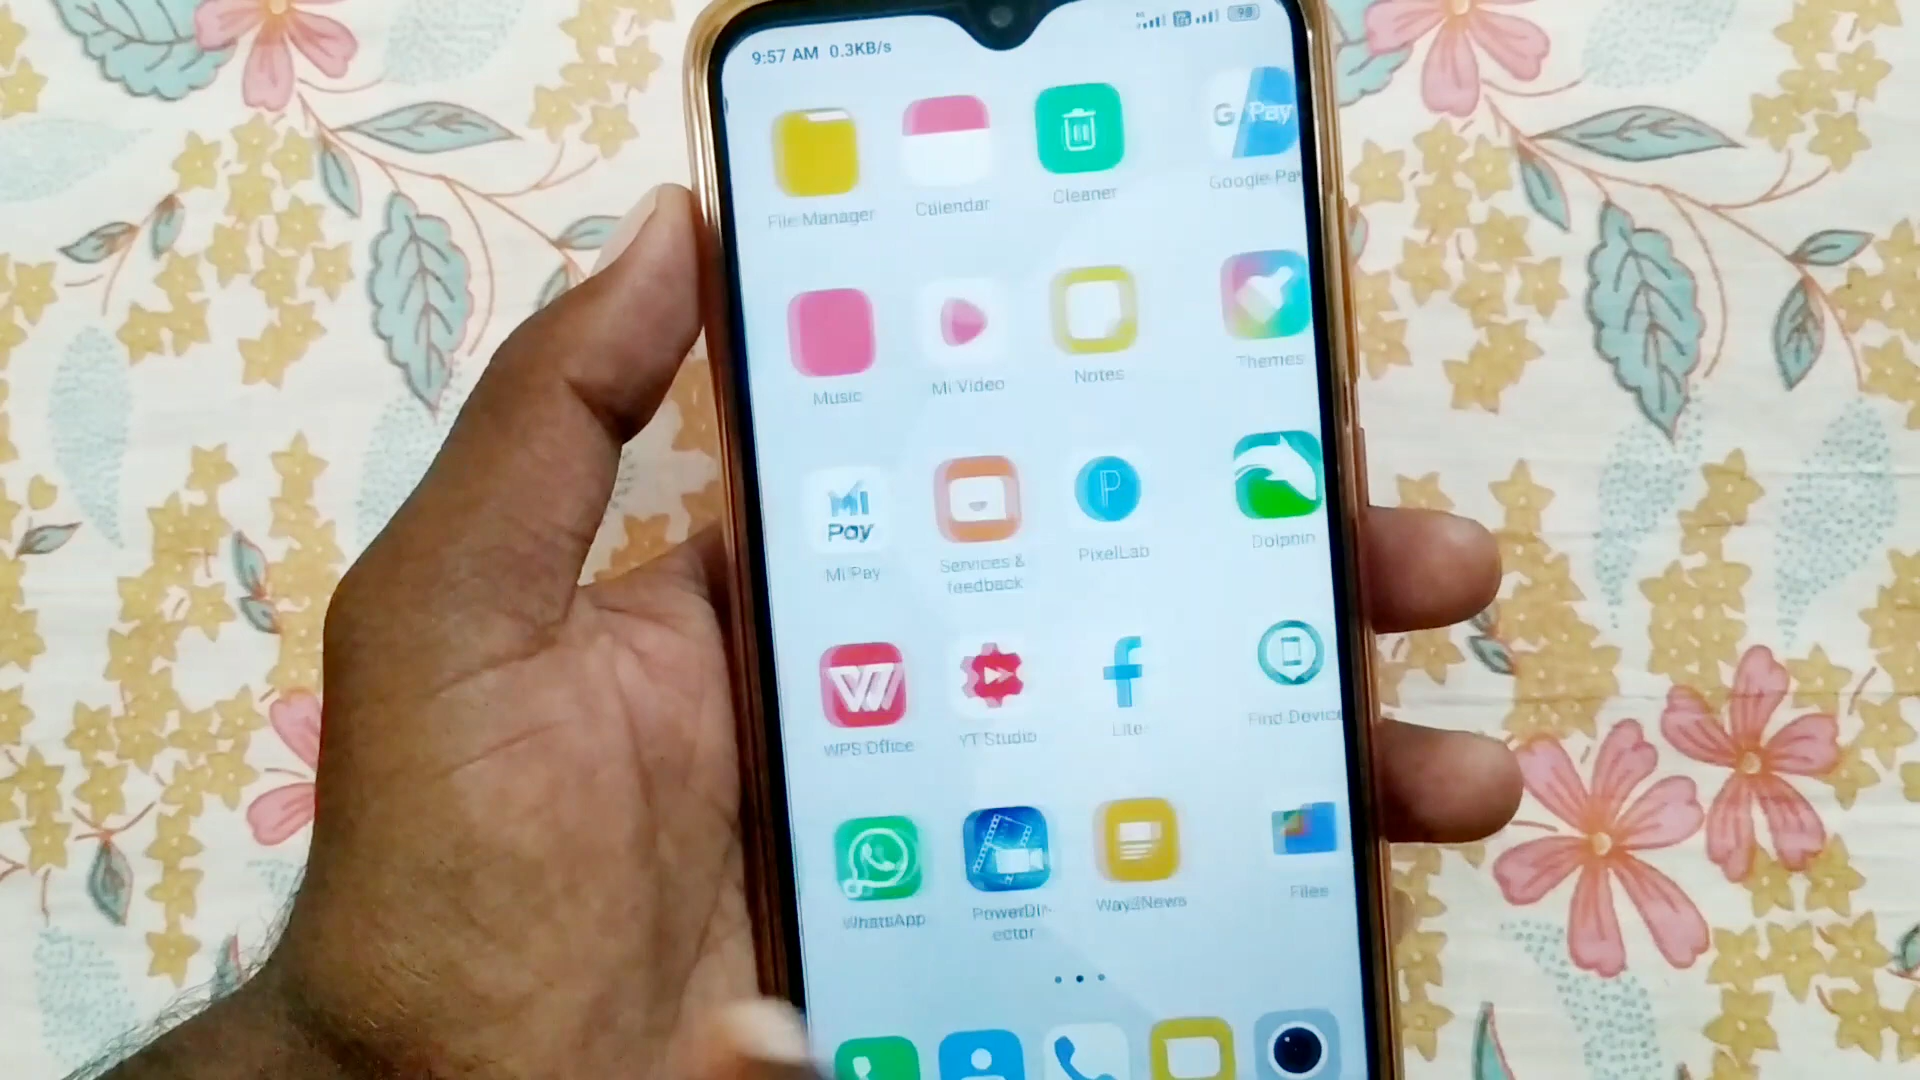 9:57 AM 0.3KB/s
98
G Pay
File Manager
Calendar
Cleaner
Google Pay
Music
Mi Video
Notes
Themes
MI
Pay
Mi Pay
Services &
feedback
P
PixelLab
Dolphin
W
WPS Office
YT Studio
f
Lite
Find Device
WhatsApp
PowerDir-
ector
Way2News
Files